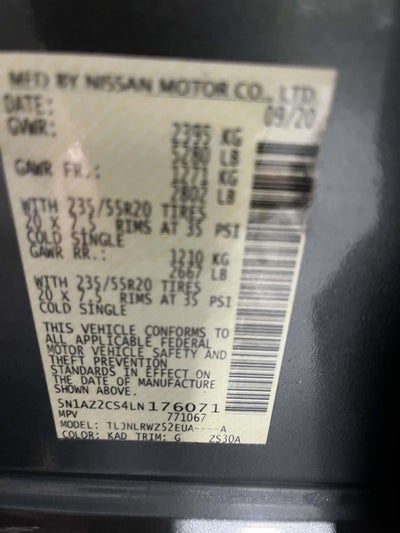 MFD BY NISSAN MOTOR CO., LTD.
DATE: 09/20
GVWR: 2395 KG
5280 LB
GAWR FR.: 1271 KG
2802 LB
WITH 235/55R20 TIRES
20 X 7.5 RIMS AT 35 PSI
COLD SINGLE
GAWR RR.: 1210 KG
2667 LB
WITH 235/55R20 TIRES
20 X 7.5 RIMS AT 35 PSI
COLD SINGLE
THIS VEHICLE CONFORMS TO
ALL APPLICABLE FEDERAL
MOTOR VEHICLE SAFETY AND
THEFT PREVENTION
STANDARDS IN EFFECT ON
THE DATE OF MANUFACTURE
SHOWN ABOVE.
5N1AZ2CS4LN176071
MPV 771067
MODEL: TLJNLRWZ52EUA----A
COLOR: KAD TRIM: G ZS30A